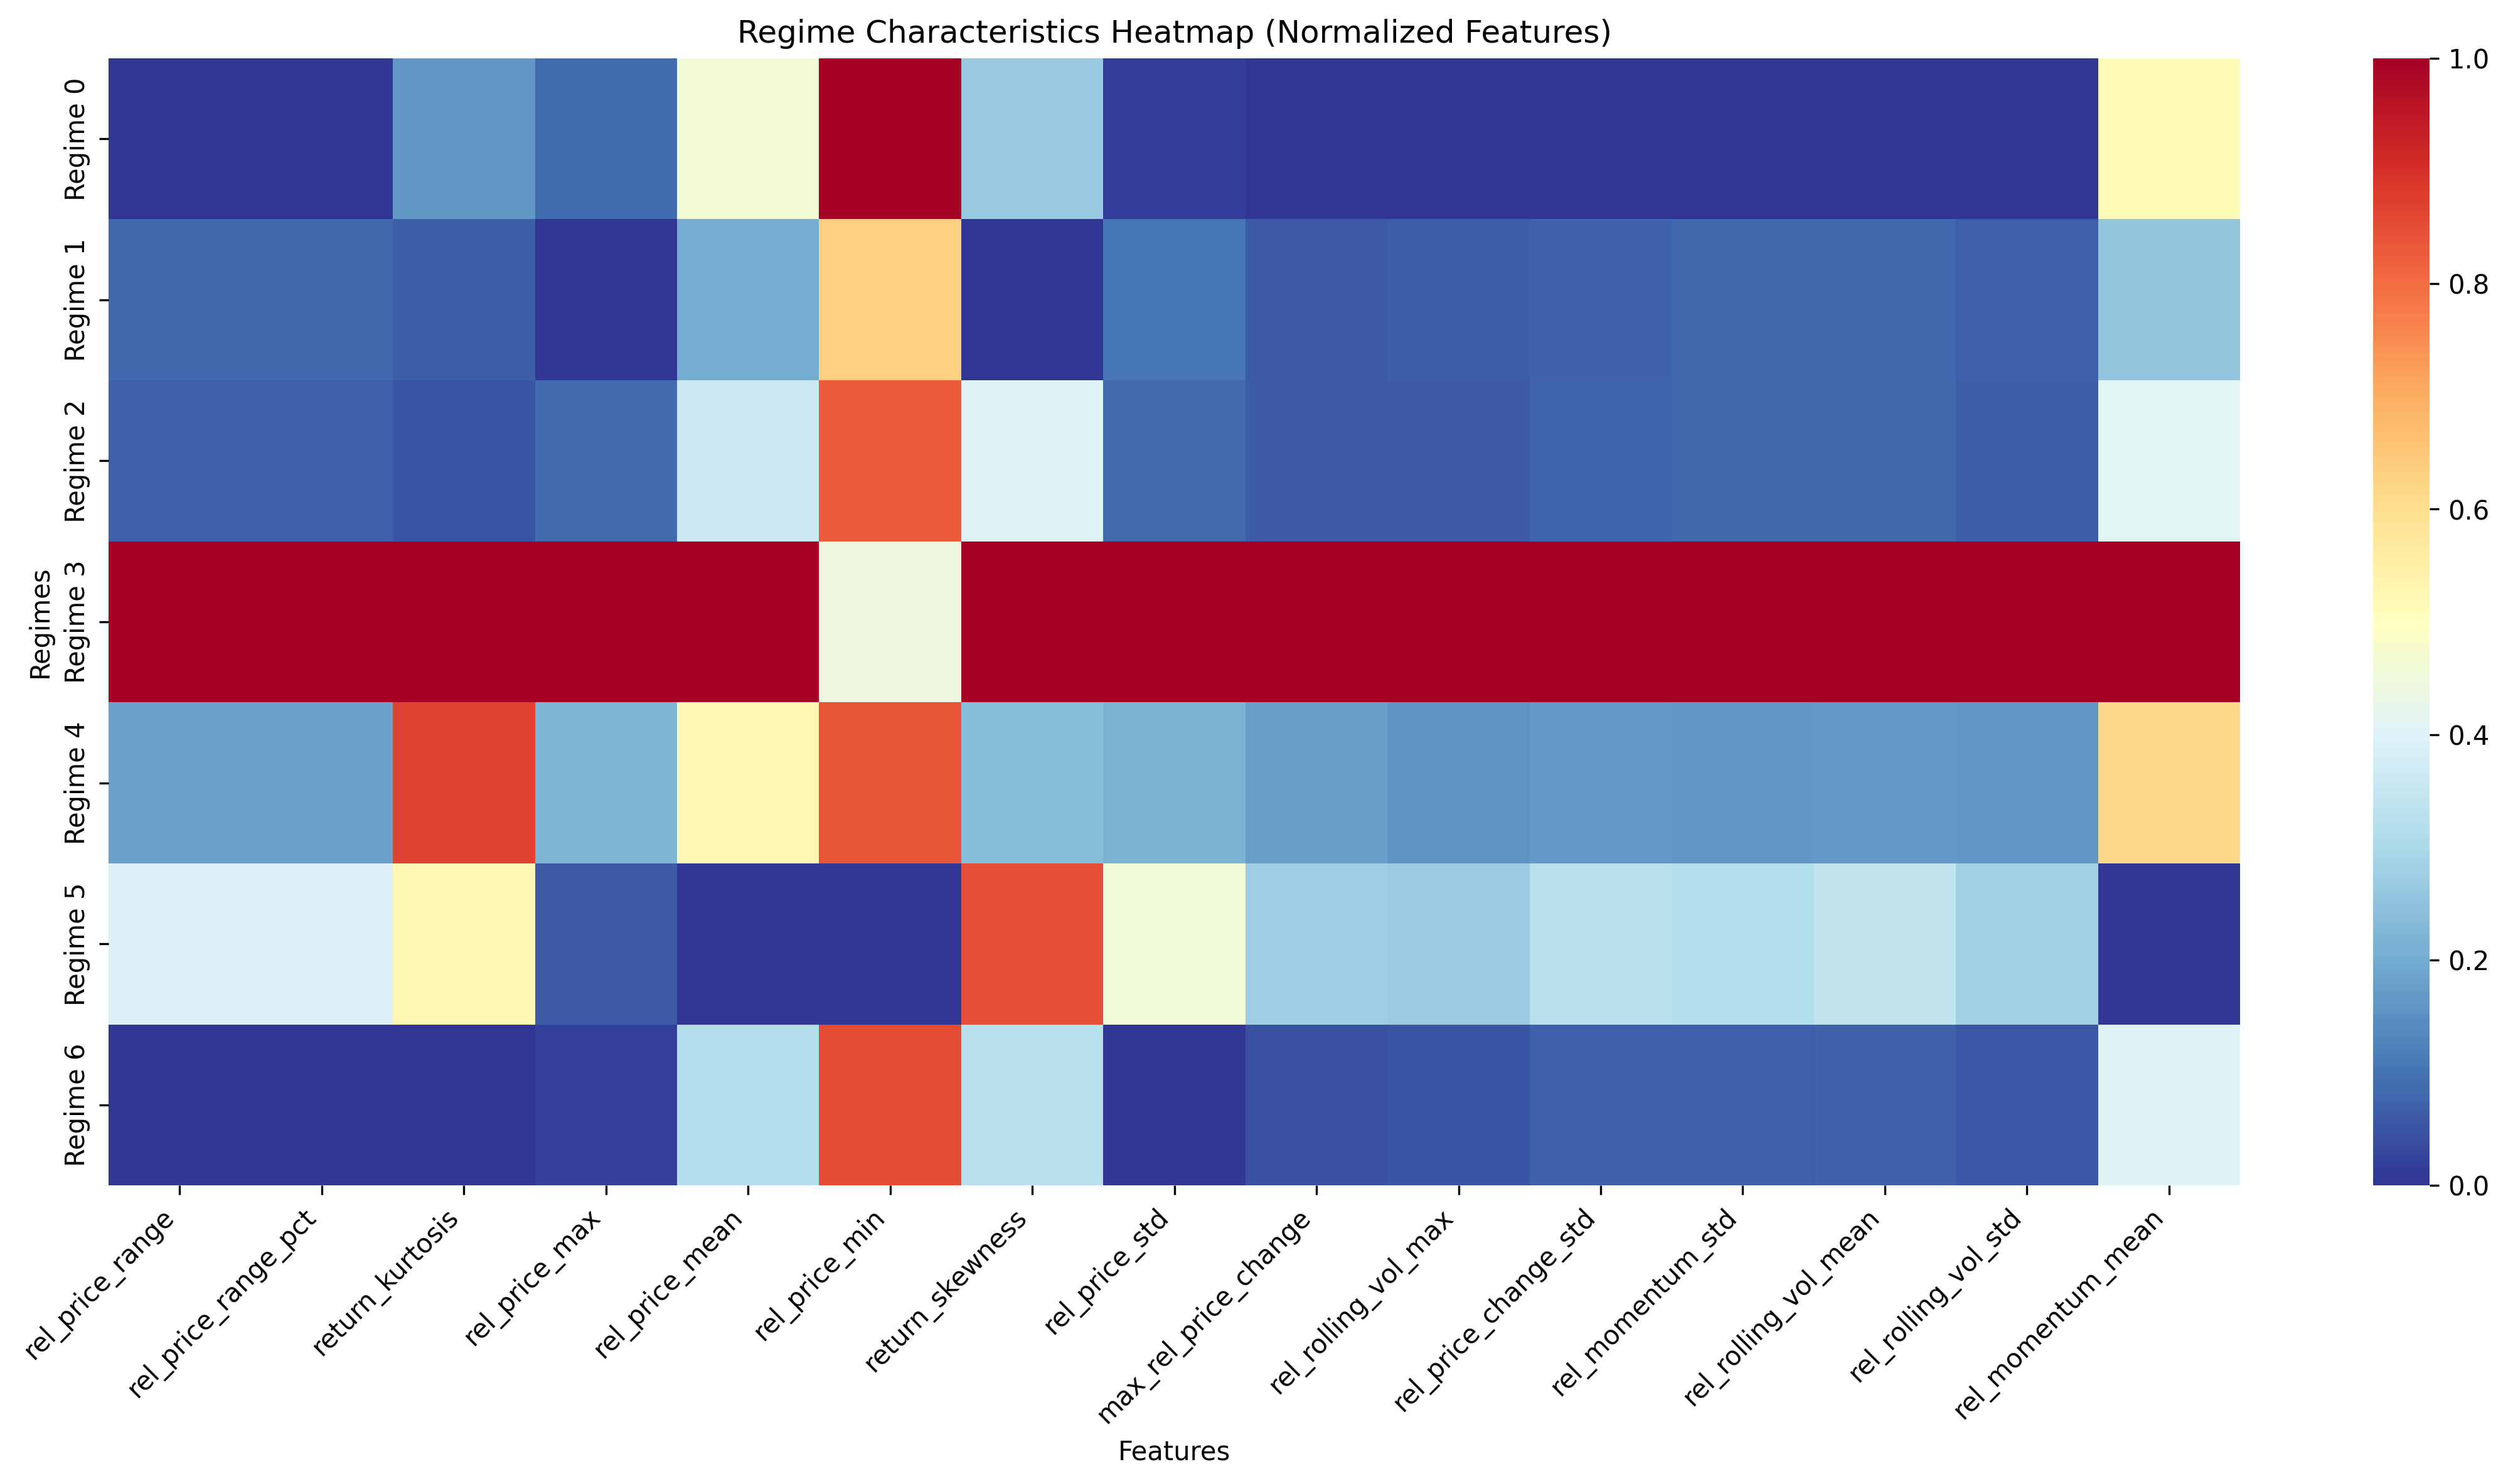 Regime Characteristics Heatmap (Normalized Features)
Regimes
Regime 0
Regime 1
Regime 2
Regime 3
Regime 4
Regime 5
Regime 6
rel_price_range
rel_price_range_pct
return_kurtosis
rel_price_max
rel_price_mean
rel_price_min
return_skewness
rel_price_std
max_rel_price_change
rel_rolling_vol_max
rel_price_change_std
rel_momentum_std
rel_rolling_vol_mean
rel_rolling_vol_std
rel_momentum_mean
Features
1.0
0.8
0.6
0.4
0.2
0.0